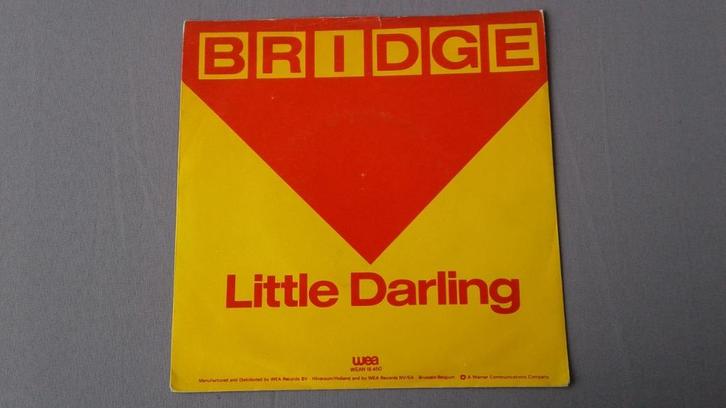 BRIDGE
Little Darling
wea
WEAN 18.450
Manufactured and Distributed by WEA Records BV - Hilversum/Holland and by WEA Records NV/SA - Brussels-Belgium A Warner Communications Company